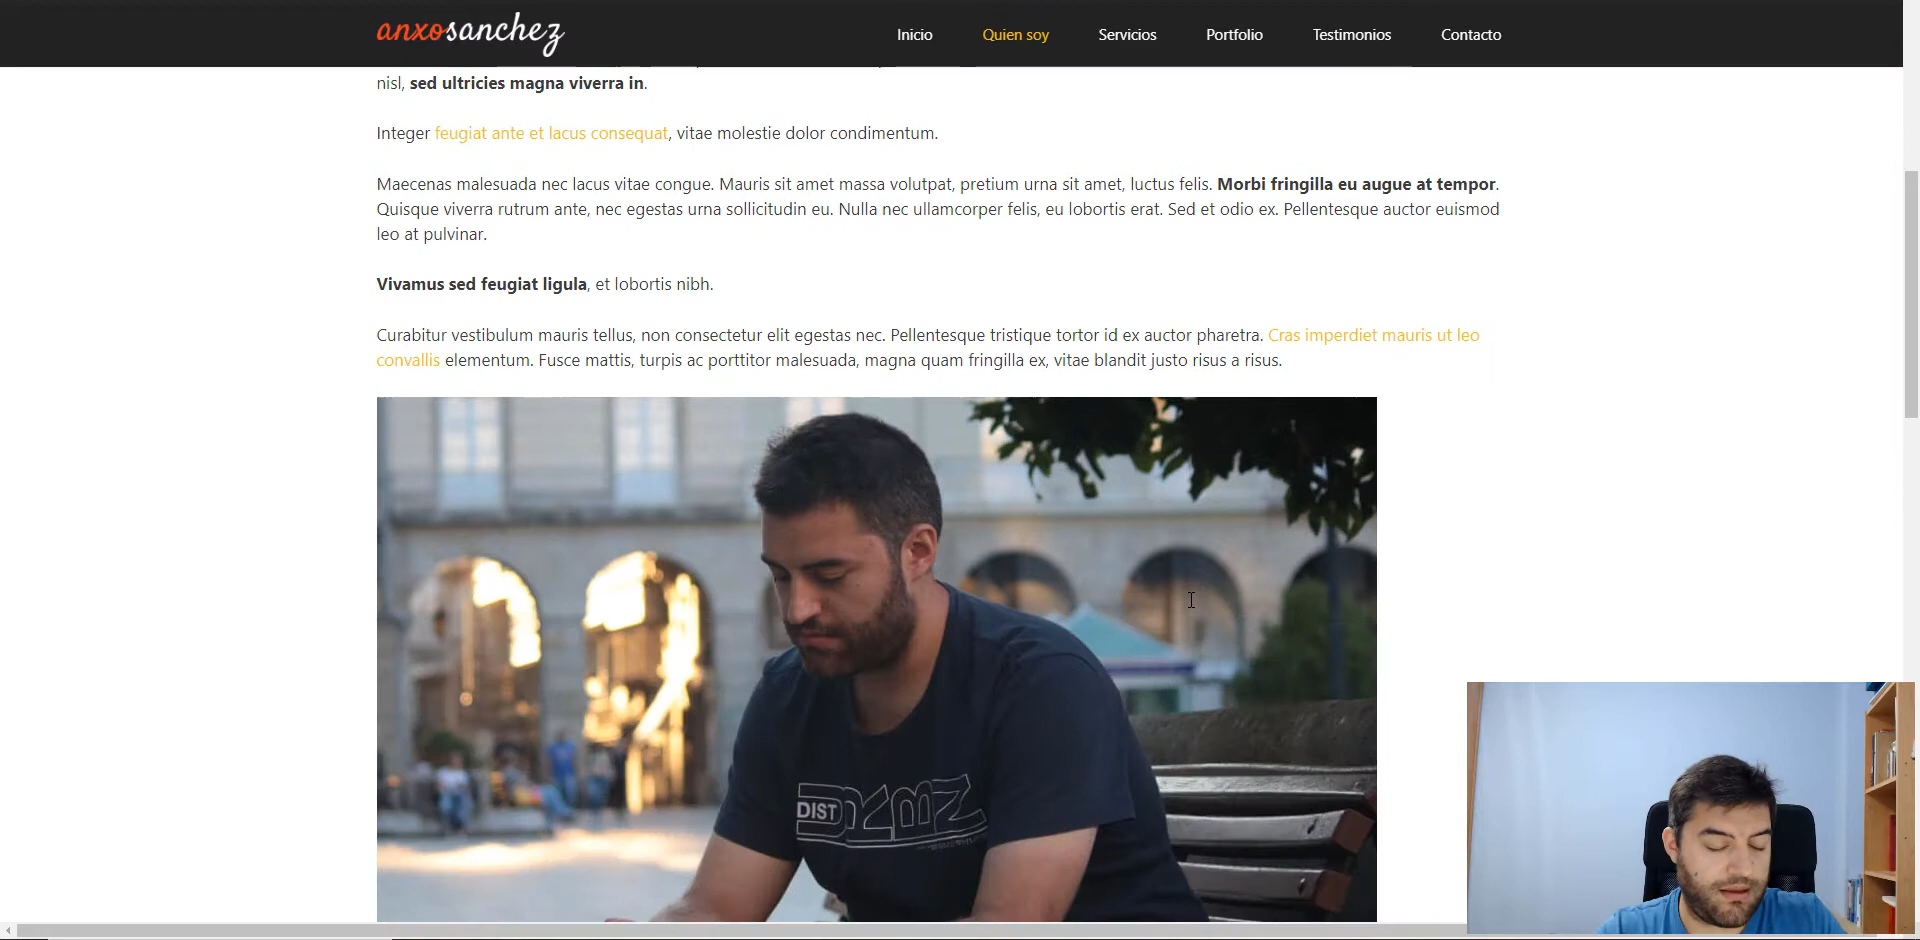 anxosanchez
Inicio Quien soy Servicios Portfolio Testimonios Contacto
nisl, sed ultricies magna viverra in.
Integer feugiat ante et lacus consequat, vitae molestie dolor condimentum.
Maecenas malesuada nec lacus vitae congue. Mauris sit amet massa volutpat, pretium urna sit amet, luctus felis. Morbi fringilla eu augue at tempor.
Quisque viverra rutrum ante, nec egestas urna sollicitudin eu. Nulla nec ullamcorper felis, eu lobortis erat. Sed et odio ex. Pellentesque auctor euismod
leo at pulvinar.
Vivamus sed feugiat ligula, et lobortis nibh.
Curabitur vestibulum mauris tellus, non consectetur elit egestas nec. Pellentesque tristique tortor id ex auctor pharetra. Cras imperdiet mauris ut leo
convallis elementum. Fusce mattis, turpis ac porttitor malesuada, magna quam fringilla ex, vitae blandit justo risus a risus.
DIST